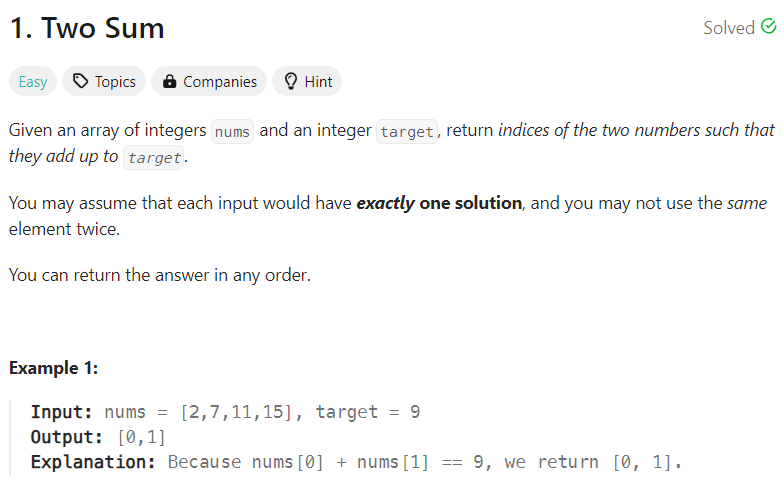 1. Two Sum
Solved
Easy Topics Companies Hint
Given an array of integers nums and an integer target, return indices of the two numbers such that
they add up to target.
You may assume that each input would have exactly one solution, and you may not use the same
element twice.
You can return the answer in any order.
Example 1:
Input: nums = [2,7,11,15], target = 9
Output: [0,1]
Explanation: Because nums[0] + nums[1] == 9, we return [0, 1].